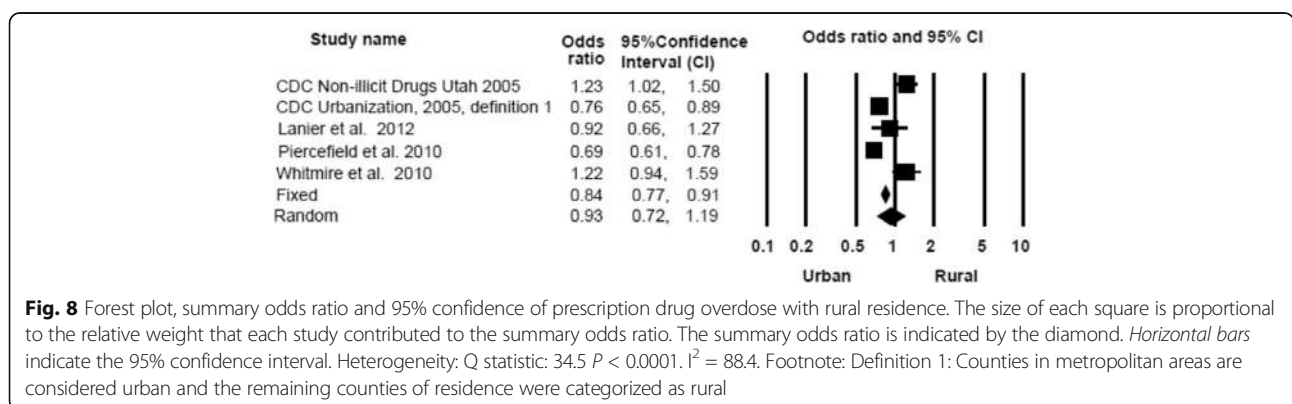 Study name Odds ratio 95%Confidence Interval (CI) Odds ratio and 95% CI
CDC Non-illicit Drugs Utah 2005 1.23 1.02, 1.50
CDC Urbanization, 2005, definition 1 0.76 0.65, 0.89
Lanier et al. 2012 0.92 0.66, 1.27
Piercefield et al. 2010 0.69 0.61, 0.78
Whitmire et al. 2010 1.22 0.94, 1.59
Fixed 0.84 0.77, 0.91
Random 0.93 0.72, 1.19
0.1 0.2 0.5 1 2 5 10
Urban Rural
Fig. 8 Forest plot, summary odds ratio and 95% confidence of prescription drug overdose with rural residence. The size of each square is proportional
to the relative weight that each study contributed to the summary odds ratio. The summary odds ratio is indicated by the diamond. Horizontal bars
indicate the 95% confidence interval. Heterogeneity: Q statistic: 34.5 P < 0.0001. I² = 88.4. Footnote: Definition 1: Counties in metropolitan areas are
considered urban and the remaining counties of residence were categorized as rural